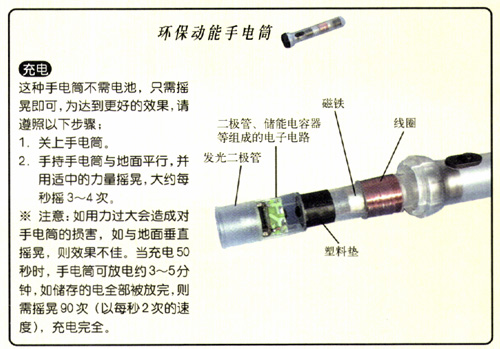 环保动能手电筒
充电
这种手电筒不需电池，只需摇
晃即可，为达到更好的效果，请
遵照以下步骤：
1. 关上手电筒。
2. 手持手电筒与地面平行，并
用适中的力量摇晃，大约每
秒摇3～4次。
※ 注意：如用力过大会造成对
手电筒的损害，如与地面垂直
摇晃，则效果不佳。当充电50
秒时，手电筒可放电约3～5分
钟，如储存的电全部被放完，则
需摇晃90次（以每秒2次的速
度），充电完全。
磁铁
二极管、储能电容器
等组成的电子电路
线圈
发光二极管
塑料垫